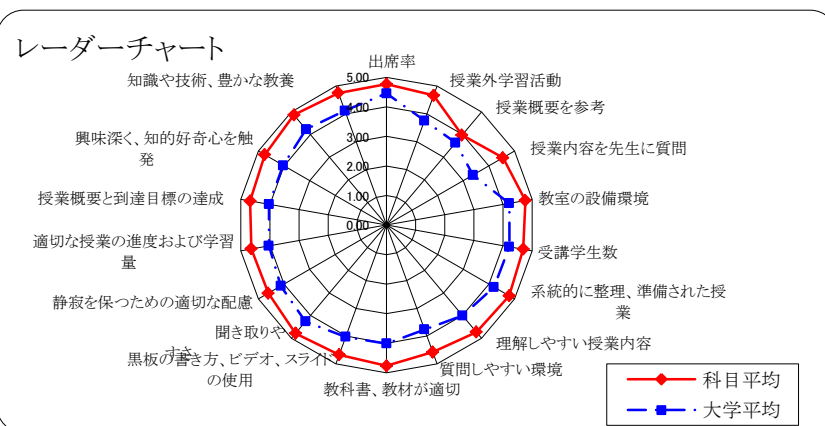 レーダーチャート
出席率
授業外学習活動
授業概要を参考
授業内容を先生に質問
教室の設備環境
受講学生数
系統的に整理、準備された授
業
理解しやすい授業内容
質問しやすい環境
教科書、教材が適切
黒板の書き方、ビデオ、スライド
の使用
聞き取りや
すさ
静寂を保つための適切な配慮
適切な授業の進度および学習
量
授業概要と到達目標の達成
興味深く、知的好奇心を触
発
知識や技術、豊かな教養
5.00
4.00
3.00
2.00
1.00
0.00
科目平均
大学平均